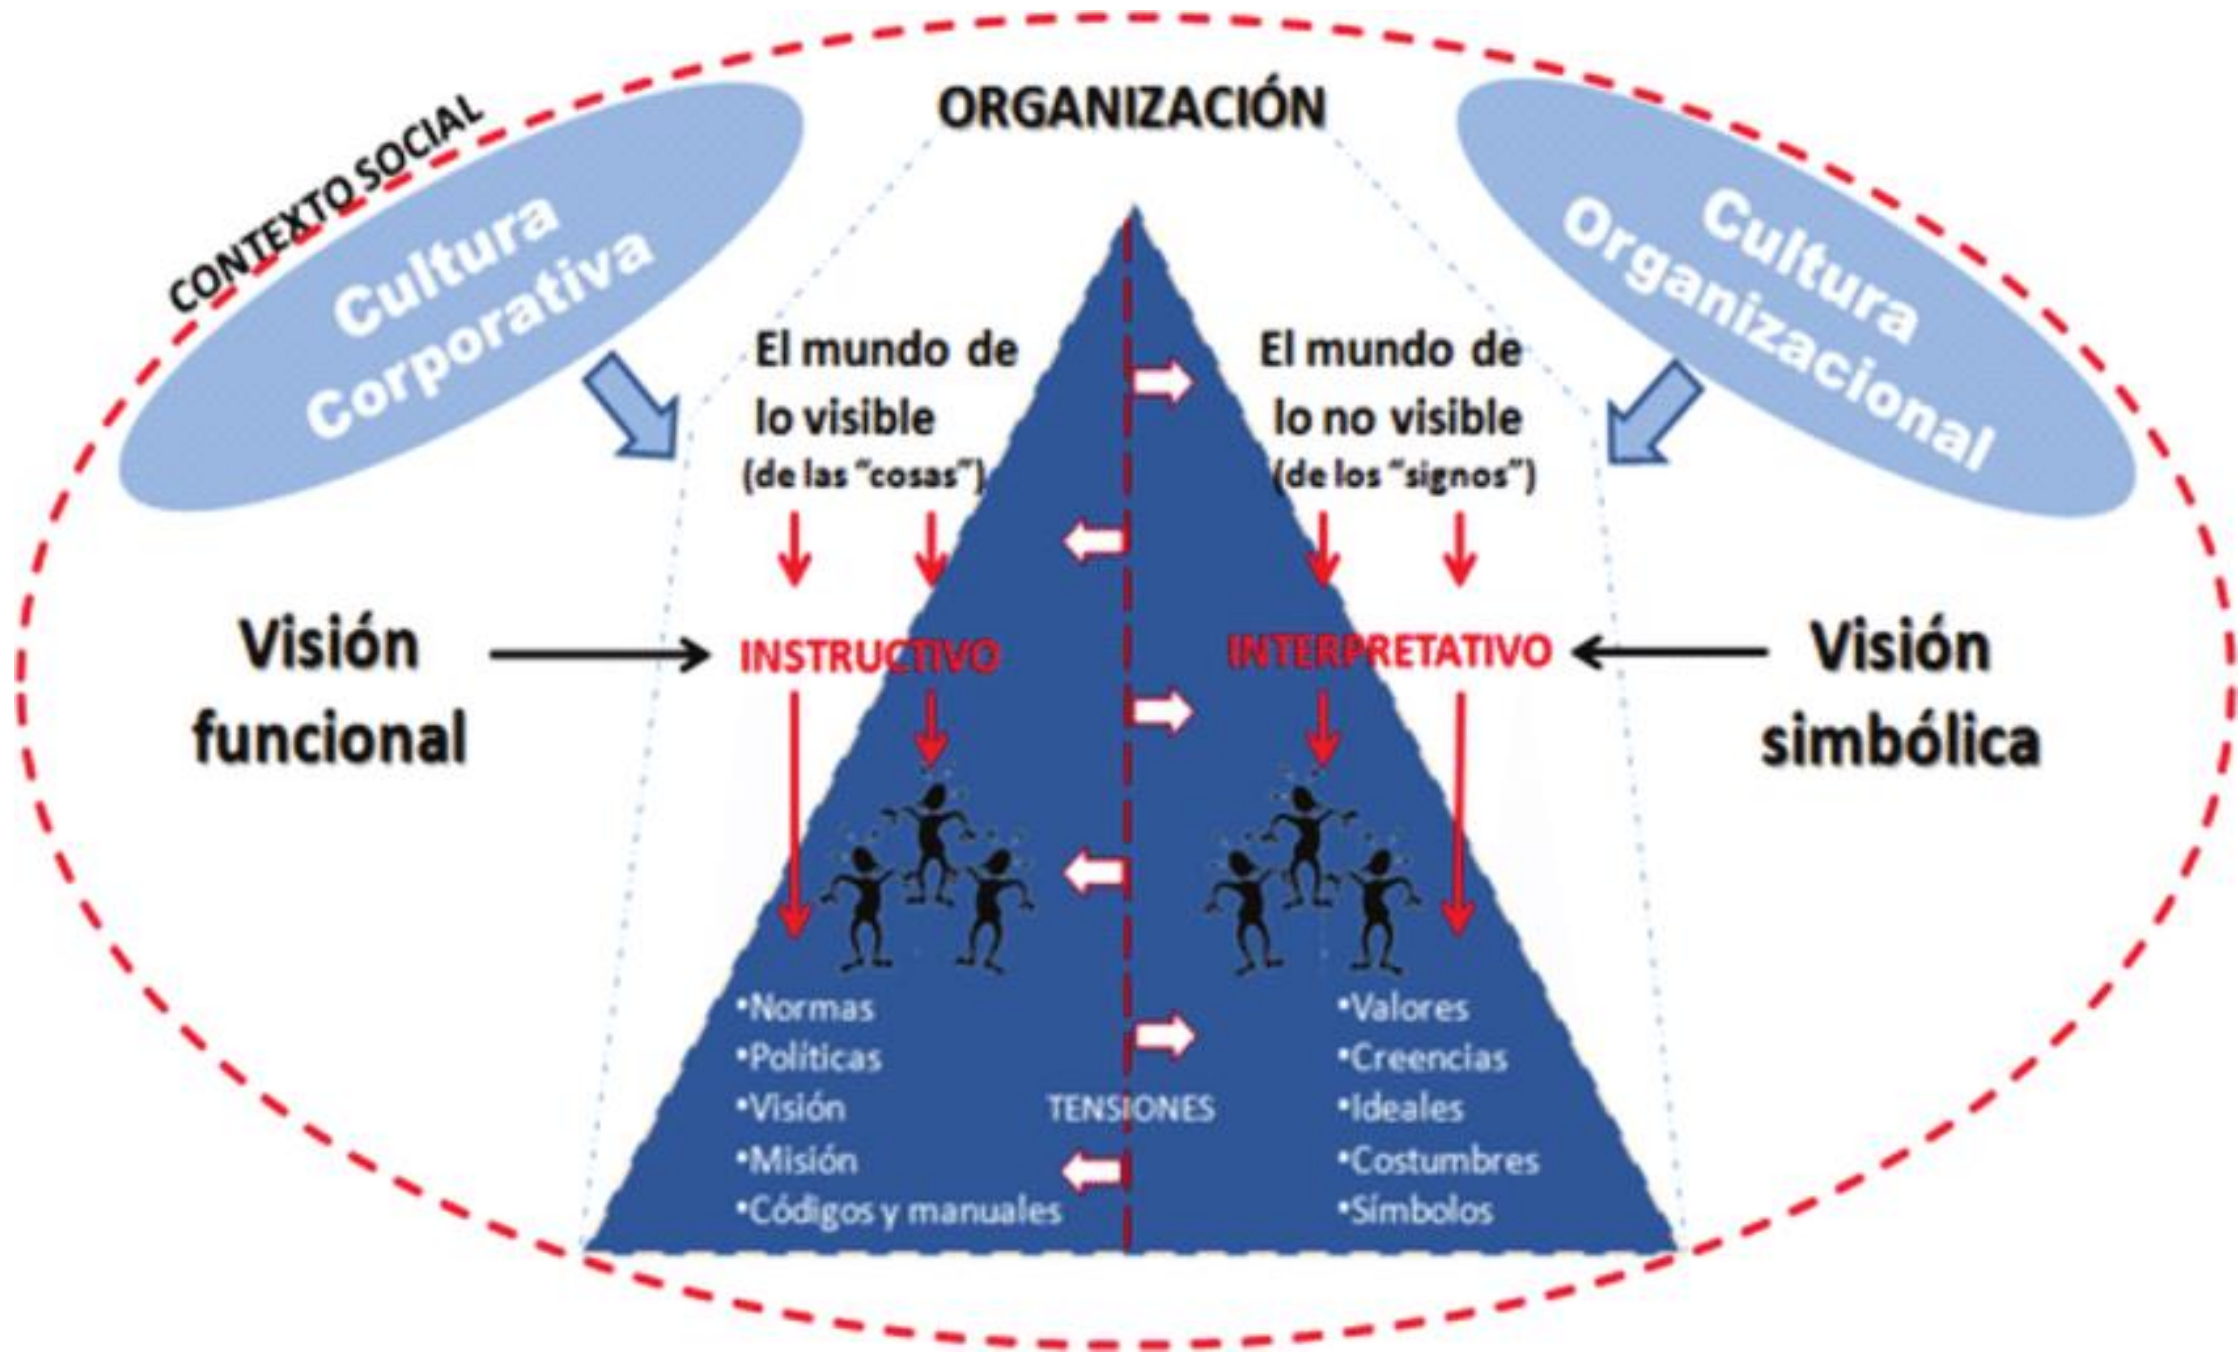 ORGANIZACIÓN
CONTEXTO SOCIAL
Cultura
Corporativa
Cultura
Organizacional
El mundo de
lo visible
(de las “cosas”)
El mundo de
lo no visible
(de los “signos”)
Visión
funcional
INSTRUCTIVO
INTERPRETATIVO
Visión
simbólica
•Normas
•Políticas
•Visión
•Misión
•Códigos y manuales
TENSIONES
•Valores
•Creencias
•Ideales
•Costumbres
•Símbolos